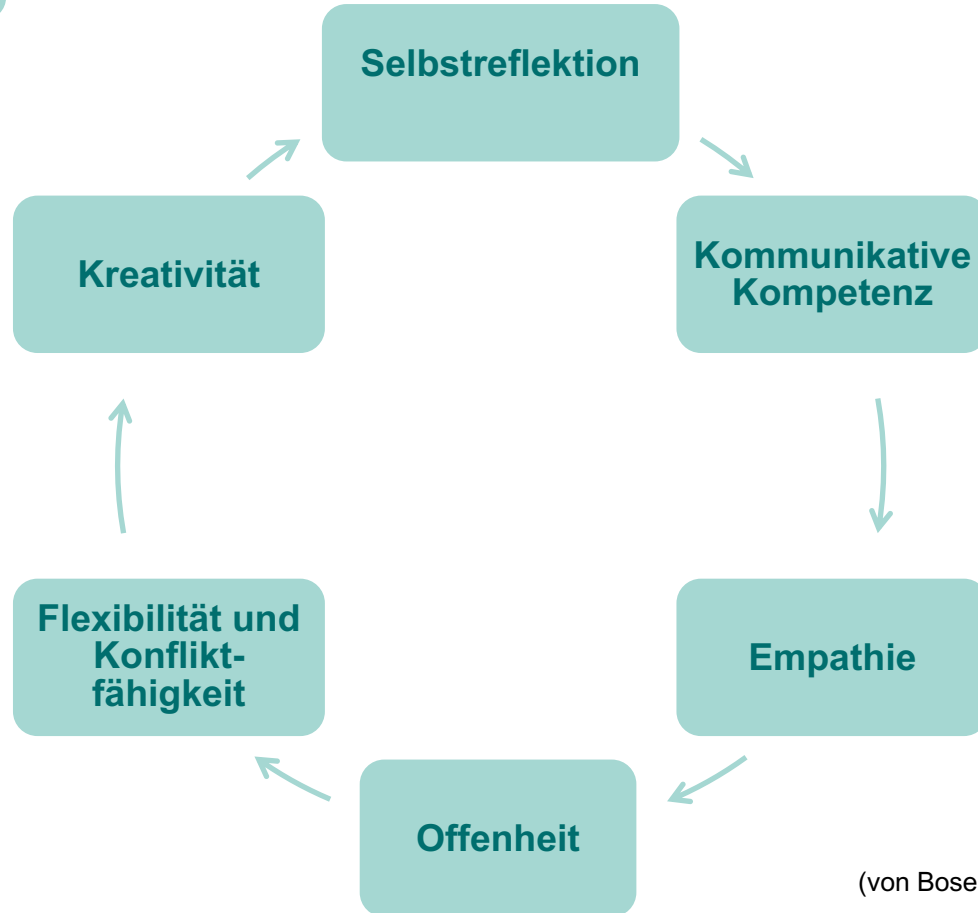 Selbstreflektion
Kommunikative
Kompetenz
Empathie
Offenheit
Flexibilität und
Konflikt-
fähigkeit
Kreativität
(von Bose